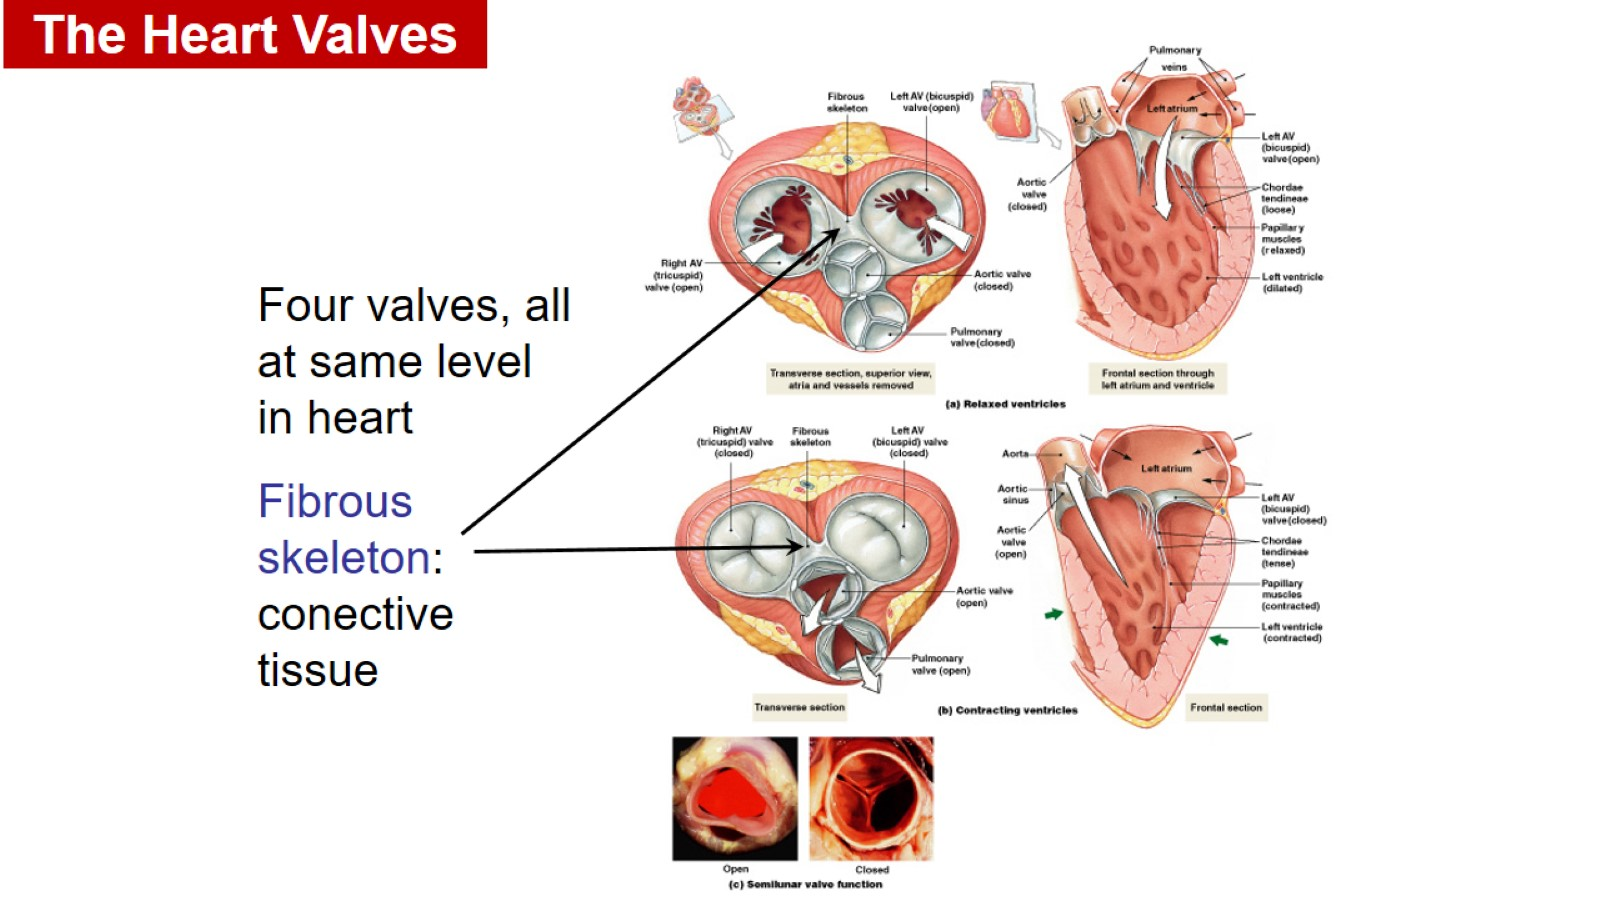 The Heart Valves
Four valves, all
at same level
in heart
Fibrous
skeleton:
conective
tissue
Fibrous
skeleton
Left AV (bicuspid)
valve (open)
Right AV
(tricuspid)
valve (open)
Aortic valve
(closed)
Pulmonary
valve (closed)
Transverse section, superior view,
atria and vessels removed
Pulmonary
veins
Left atrium
Left AV
(bicuspid)
valve (open)
Aortic
valve
(closed)
Chordae
tendineae
(loose)
Papillary
muscles
(relaxed)
Left ventricle
(dilated)
Frontal section through
left atrium and ventricle
(a) Relaxed ventricles
Right AV
(tricuspid) valve
(closed)
Fibrous
skeleton
Left AV
(bicuspid) valve
(closed)
Aortic valve
(open)
Pulmonary
valve (open)
Transverse section
Aorta
Left atrium
Aortic
sinus
Left AV
(bicuspid)
valve (closed)
Aortic
valve
(open)
Chordae
tendineae
(tense)
Papillary
muscles
(contracted)
Left ventricle
(contracted)
(b) Contracting ventricles
Frontal section
Open
Closed
(c) Semilunar valve function